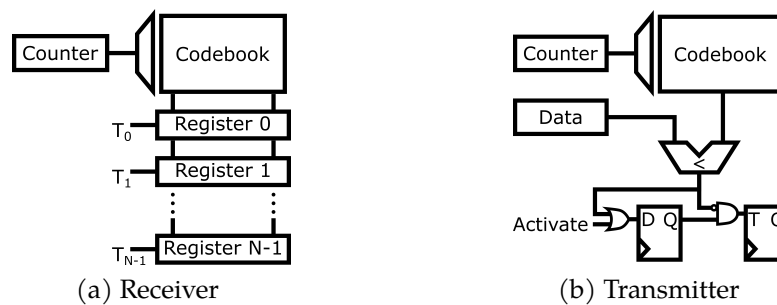 Counter
Codebook
T0
Register 0
T1
Register 1
TN-1
Register N-1
(a) Receiver
Counter
Codebook
Data
<
Activate
D Q
T Q
(b) Transmitter